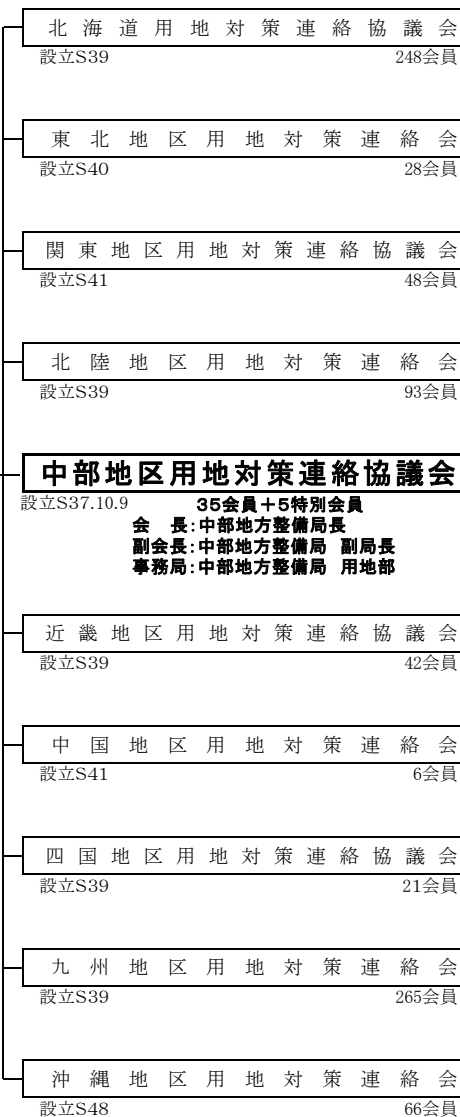 北海道用地対策連絡協議会
設立S39 248会員
東北地区用地対策連絡会
設立S40 28会員
関東地区用地対策連絡協議会
設立S41 48会員
北陸地区用地対策連絡会
設立S39 93会員
中部地区用地対策連絡協議会
設立S37.10.9 35会員+5特別会員
会 長:中部地方整備局長
副会長:中部地方整備局 副局長
事務局:中部地方整備局 用地部
近畿地区用地対策連絡協議会
設立S39 42会員
中国地区用地対策連絡会
設立S41 6会員
四国地区用地対策連絡協議会
設立S39 21会員
九州地区用地対策連絡会
設立S39 265会員
沖縄地区用地対策連絡会
設立S48 66会員